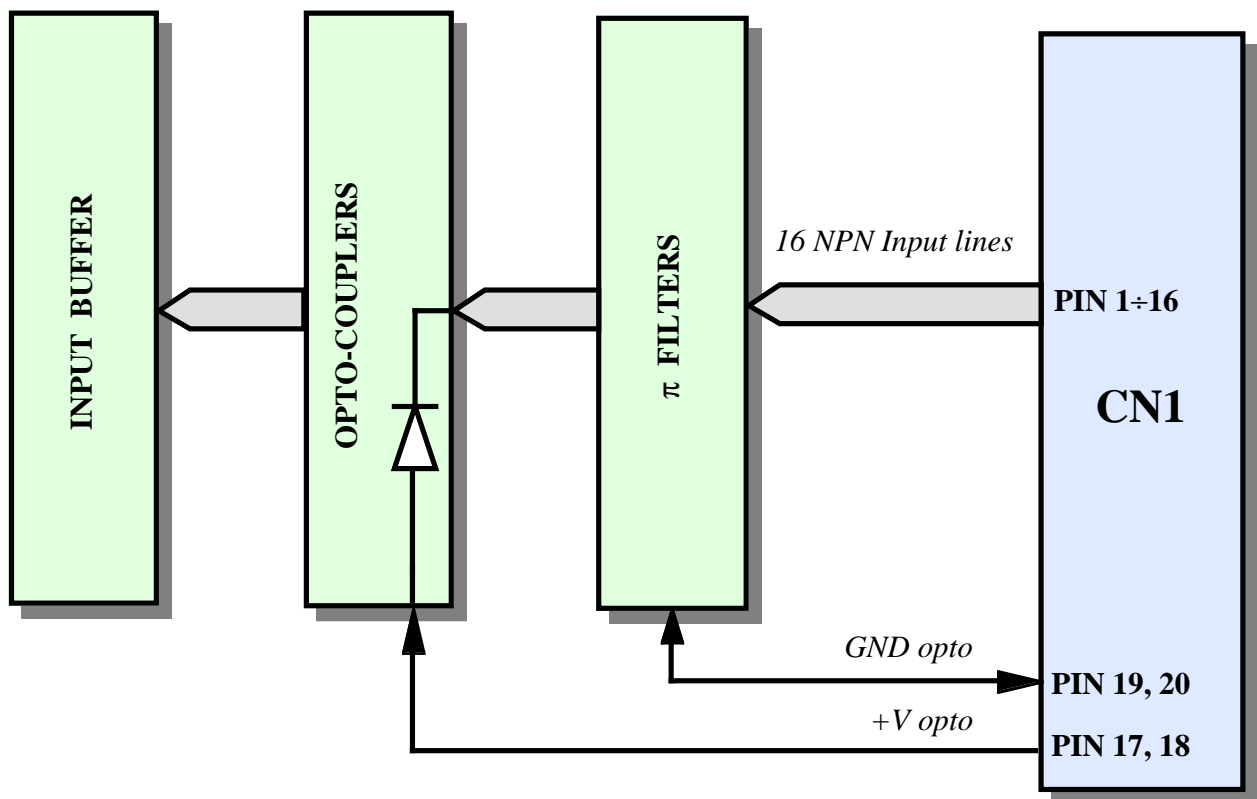 INPUT BUFFER
OPTO-COUPLERS
π FILTERS
16 NPN Input lines
PIN 1÷16
CN1
GND opto
PIN 19, 20
+V opto
PIN 17, 18